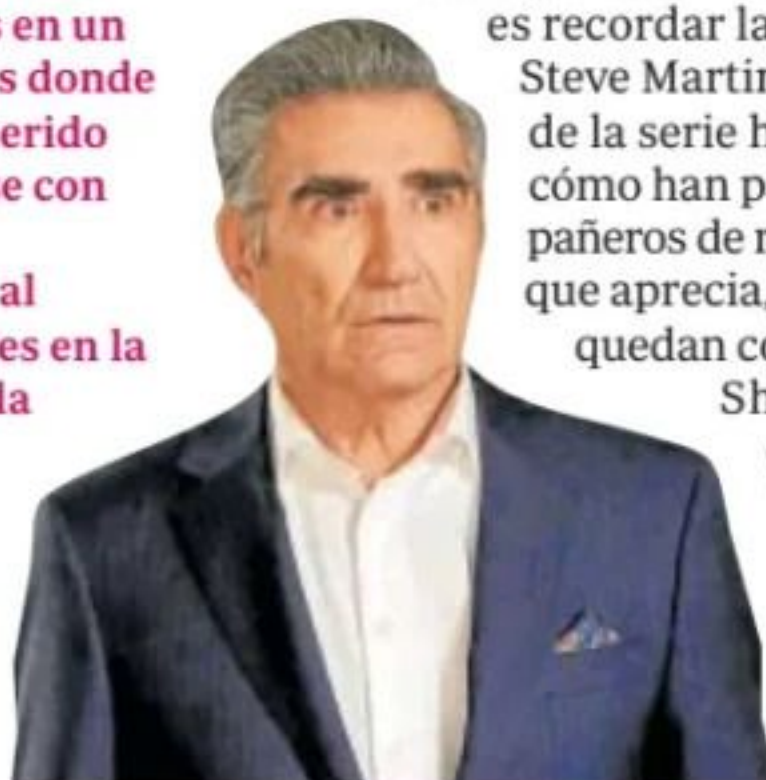 s en un
s donde
erido
e con
al
es en la
la
es recordar la
Steve Martin
de la serie h
cómo han p
pañeros de r
que aprecia,
quedan co
Sh